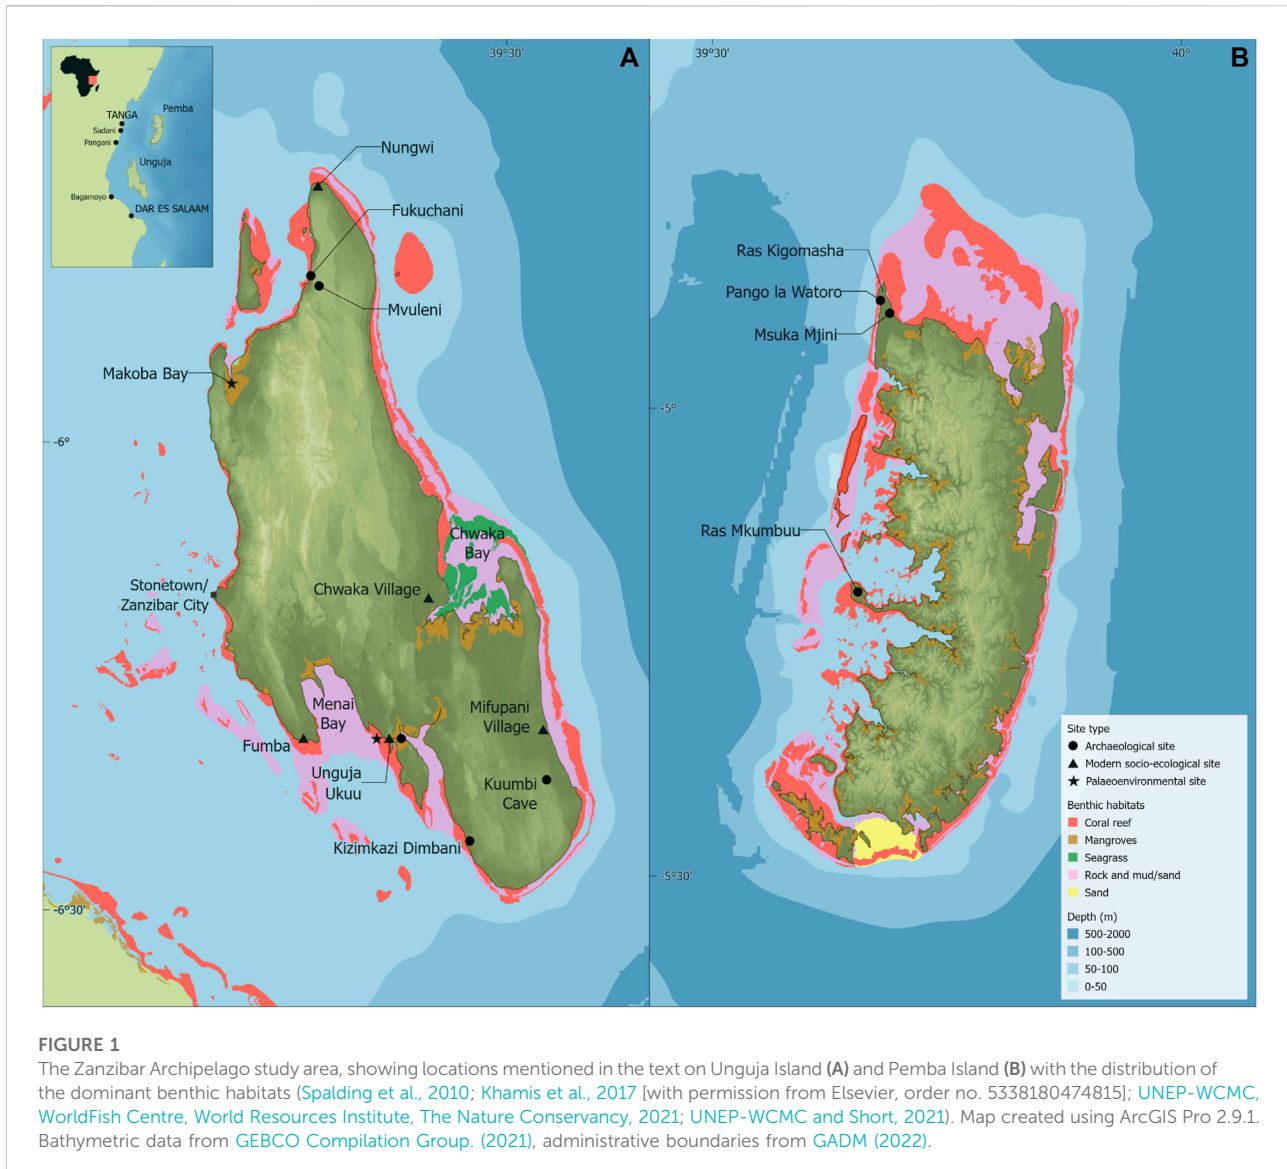 39°30'
A
39°30'
40°
B
TANGA
Pemba
Sadani
Pangani
Unguja
Bagamoyo
DAR ES SALAAM
Nungwi
Fukuchani
Mvuleni
Makoba Bay
-6°
Chwaka
Bay
Chwaka Village
Stonetown/
Zanzibar City
Menai
Bay
Mifupani
Village
Fumba
Unguja
Ukuu
Kuumbi
Cave
Kizimkazi Dimbani
-6°30'
Ras Kigomasha
Pango la Watoro
Msuka Mjini
-5°
Ras Mkumbuu
-5°30'
Site type
Archaeological site
Modern socio-ecological site
Palaeoenvironmental site
Benthic habitats
Coral reef
Mangroves
Seagrass
Rock and mud/sand
Sand
Depth (m)
500-2000
100-500
50-100
0-50
FIGURE 1
The Zanzibar Archipelago study area, showing locations mentioned in the text on Unguja Island (A) and Pemba Island (B) with the distribution of
the dominant benthic habitats (Spalding et al., 2010; Khamis et al., 2017 [with permission from Elsevier, order no. 5338180474815]; UNEP-WCMC,
WorldFish Centre, World Resources Institute, The Nature Conservancy, 2021; UNEP-WCMC and Short, 2021). Map created using ArcGIS Pro 2.9.1.
Bathymetric data from GEBCO Compilation Group. (2021), administrative boundaries from GADM (2022).